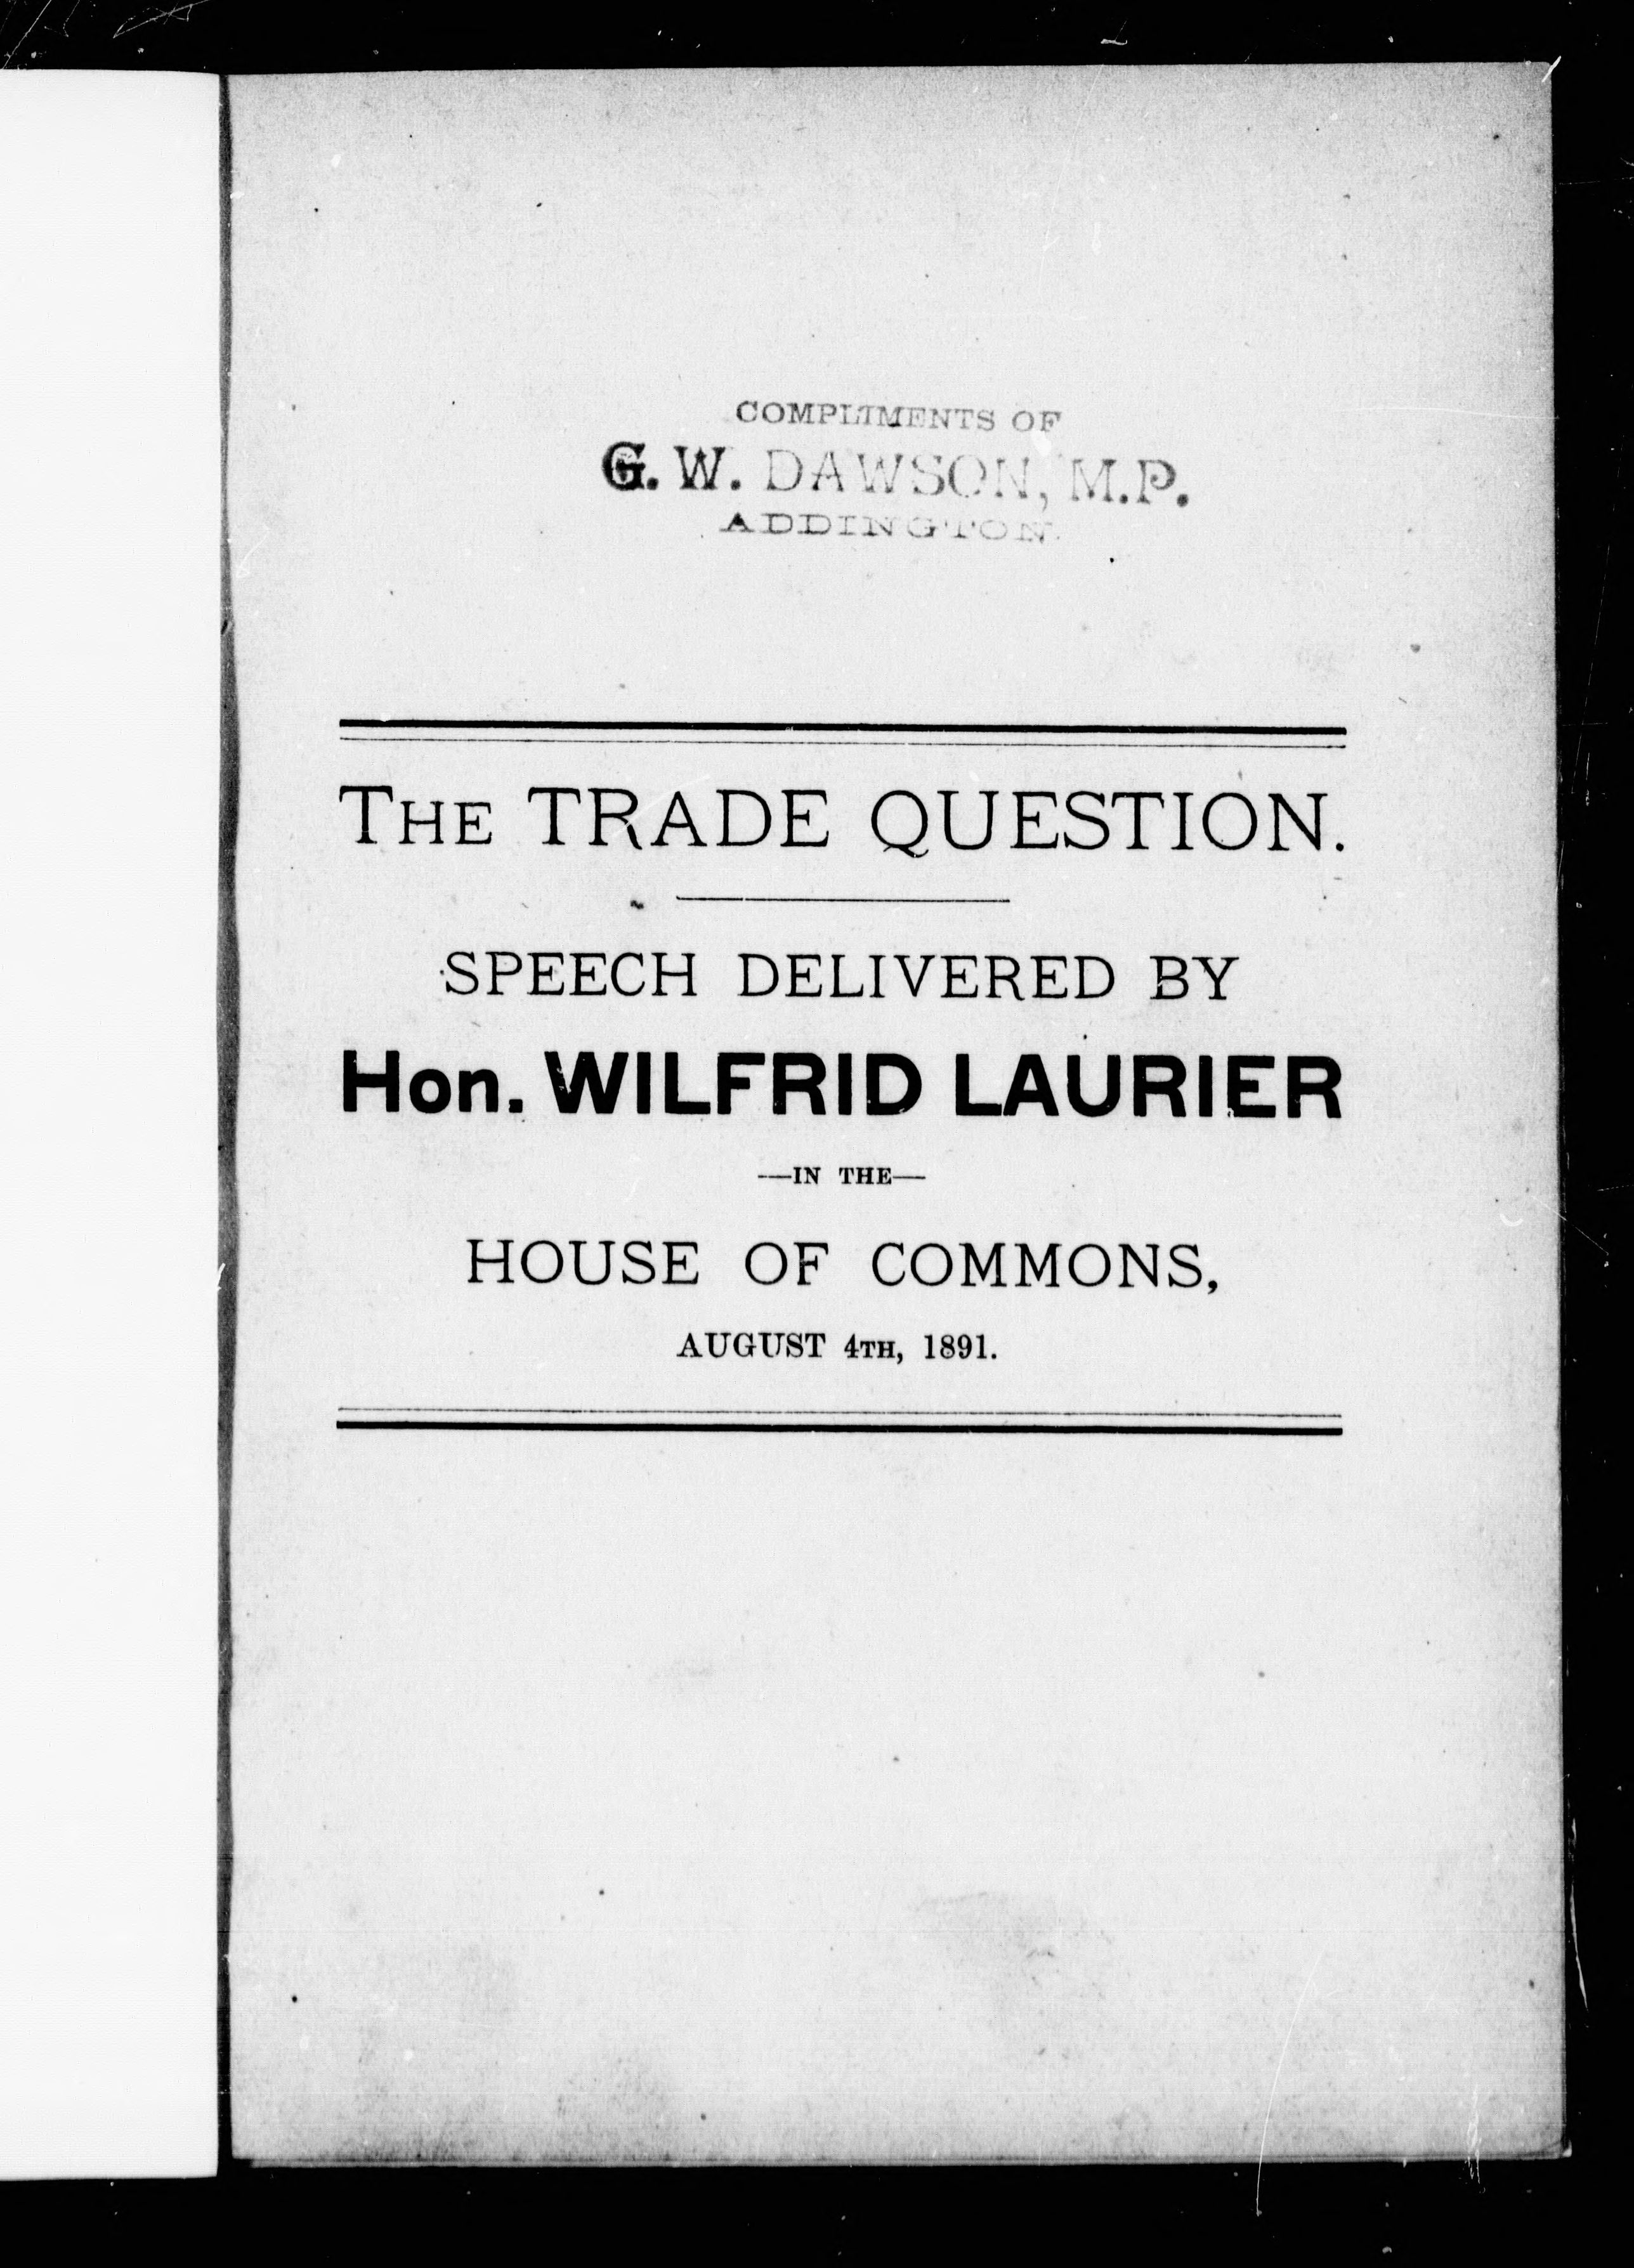 COMPLIMENTS OF
G. W. DAWSON, M.P.
ADDINGTON.
THE TRADE QUESTION.
SPEECH DELIVERED BY
Hon. WILFRID LAURIER
—IN THE—
HOUSE OF COMMONS,
AUGUST 4TH, 1891.